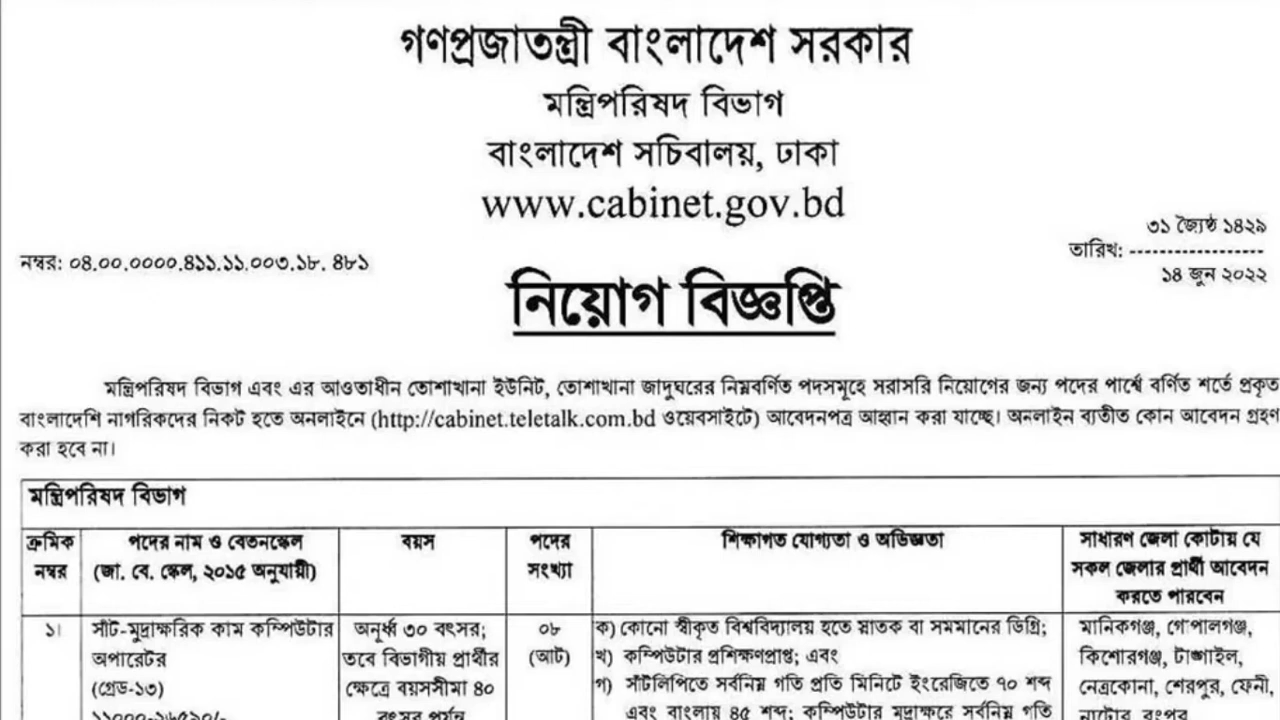 গণপ্রজাতন্ত্রী বাংলাদেশ সরকার
মন্ত্রিপরিষদ বিভাগ
বাংলাদেশ সচিবালয়, ঢাকা
www.cabinet.gov.bd
৩১ জ্যৈষ্ঠ ১৪২৯
তারিখ: ------------------
১৪ জুন ২০২২
নম্বর: ০৪.০০.০০০০.৪১১.১১.০০৩.১৮. ৪৮১
নিয়োগ বিজ্ঞপ্তি
মন্ত্রিপরিষদ বিভাগ এবং এর আওতাধীন তোশাখানা ইউনিট, তোশাখানা জাদুঘরের নিম্নবর্ণিত পদসমূহে সরাসরি নিয়োগের জন্য পদের পার্শ্বে বর্ণিত শর্তে প্রকৃত
বাংলাদেশি নাগরিকদের নিকট হতে অনলাইনে (http://cabinet.teletalk.com.bd ওয়েবসাইটে) আবেদনপত্র আহ্বান করা যাচ্ছে। অনলাইন ব্যতীত কোন আবেদন গ্রহণ
করা হবে না।
মন্ত্রিপরিষদ বিভাগ
ক্রমিক
নম্বর
পদের নাম ও বেতনস্কেল
(জা. বে. স্কেল, ২০১৫ অনুযায়ী)
বয়স
পদের
সংখ্যা
শিক্ষাগত যোগ্যতা ও অভিজ্ঞতা
সাধারণ জেলা কোটায় যে
সকল জেলার প্রার্থী আবেদন
করতে পারবেন
১।
সাঁট-মুদ্রাক্ষরিক কাম কম্পিউটার
অপারেটর
(গ্রেড-১৩)
১১০০০-২৬৫৯০/-
অনূর্ধ্ব ৩০ বৎসর;
তবে বিভাগীয় প্রার্থীর
ক্ষেত্রে বয়সসীমা ৪০
বৎসর পর্যন্ত
০৮
(আট)
ক) কোনো স্বীকৃত বিশ্ববিদ্যালয় হতে স্নাতক বা সমমানের ডিগ্রি;
খ) কম্পিউটার প্রশিক্ষণপ্রাপ্ত; এবং
গ) সাঁটলিপিতে সর্বনিম্ন গতি প্রতি মিনিটে ইংরেজিতে ৭০ শব্দ
এবং বাংলায় ৪৫ শব্দ; কম্পিউটার মুদ্রাক্ষরে সর্বনিম্ন গতি
মানিকগঞ্জ, গোপালগঞ্জ,
কিশোরগঞ্জ, টাঙ্গাইল,
নেত্রকোনা, শেরপুর, ফেনী,
নাটোর, রংপুর,